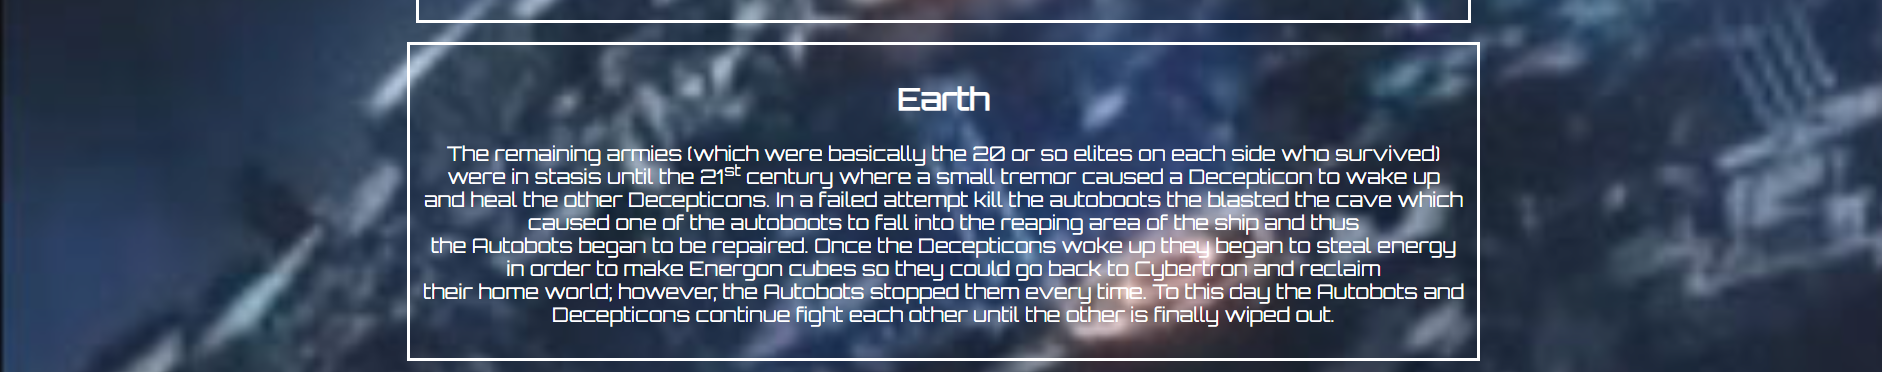 Earth
The remaining armies (which were basically the 20 or so elites on each side who survived)
were in stasis until the 21st century where a small tremor caused a Decepticon to wake up
and heal the other Decepticons. In a failed attempt kill the autoboots the blasted the cave which
caused one of the autoboots to fall into the reaping area of the ship and thus
the Autobots began to be repaired. Once the Decepticons woke up they began to steal energy
in order to make Energon cubes so they could go back to Cybertron and reclaim
their home world; however, the Autobots stopped them every time. To this day the Autobots and
Decepticons continue fight each other until the other is finally wiped out.